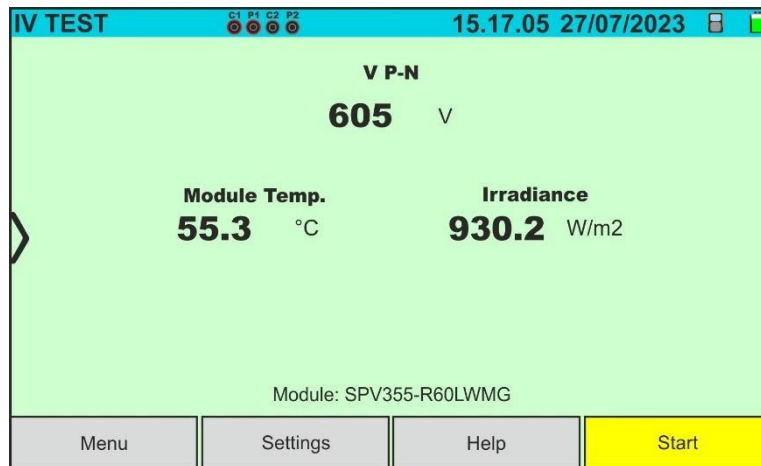 IV TEST C1 P1 C2 P2 15.17.05 27/07/2023
V P-N
605 V
Module Temp. Irradiance
55.3 °C 930.2 W/m2
Module: SPV355-R60LWMG
Menu Settings Help Start